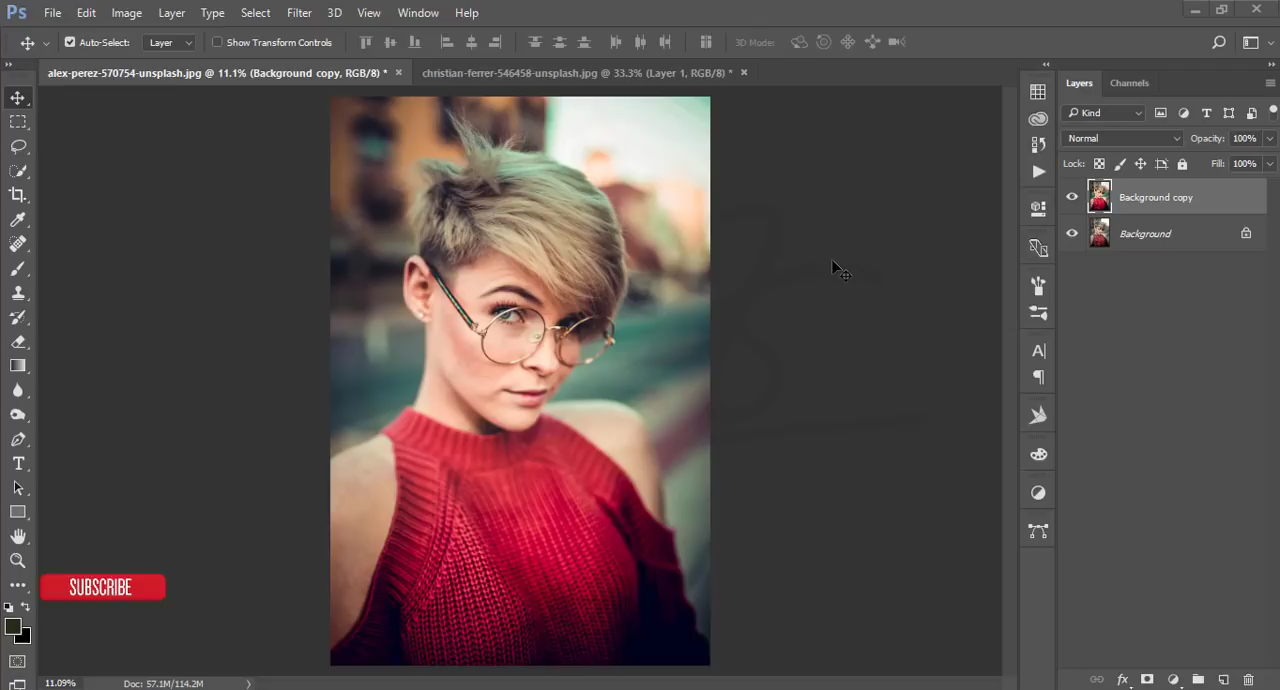 Ps File Edit Image Layer Type Select Filter 3D View Window Help
Auto-Select: Layer Show Transform Controls 3D Mode:
alex-perez-570754-unsplash.jpg @ 11.1% (Background copy, RGB/8) * christian-ferrer-546458-unsplash.jpg @ 33.3% (Layer 1, RGB/8) *
Layers Channels
Kind
Normal Opacity: 100%
Lock: Fill: 100%
Background copy
Background
SUBSCRIBE
11.09% Doc: 57.1M/114.2M